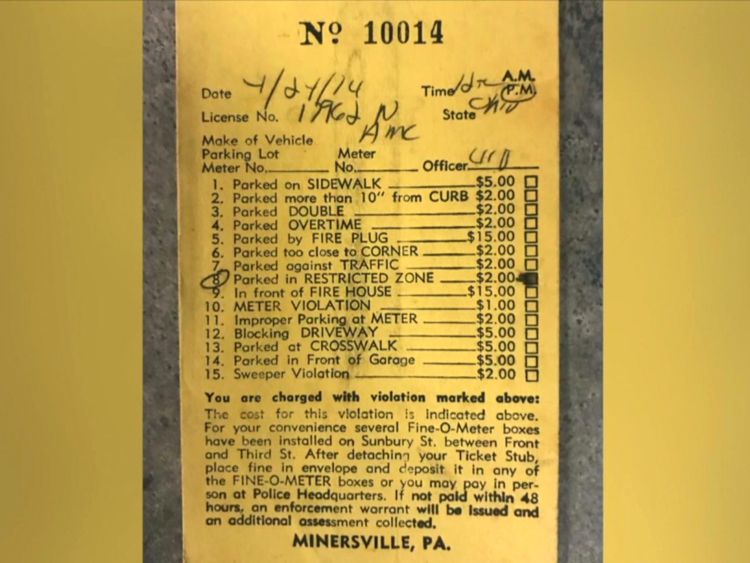 Nº 10014
Date 4/24/74 Time A.M.
P.M.
License No. 1962 N State Ohio
Make of Vehicle AMC
Parking Lot Meter
Meter No. No. Officer
1. Parked on SIDEWALK $5.00
2. Parked more than 10" from CURB $2.00
3. Parked DOUBLE $2.00
4. Parked OVERTIME $2.00
5. Parked by FIRE PLUG $15.00
6. Parked too close to CORNER $2.00
7. Parked against TRAFFIC $2.00
8. Parked in RESTRICTED ZONE $2.00
9. In front of FIRE HOUSE $15.00
10. METER VIOLATION $1.00
11. Improper Parking at METER $2.00
12. Blocking DRIVEWAY $5.00
13. Parked at CROSSWALK $5.00
14. Parked in Front of Garage $5.00
15. Sweeper Violation $2.00
You are charged with violation marked above:
The cost for this violation is indicated above.
For your convenience several Fine-O-Meter boxes
have been installed on Sunbury St. between Front
and Third St. After detaching your Ticket Stub,
place fine in envelope and deposit it in any of
the FINE-O-METER boxes or you may pay in per-
son at Police Headquarters. If not paid within 48
hours, an enforcement warrant will be issued and
an additional assessment collected.
MINERSVILLE, PA.